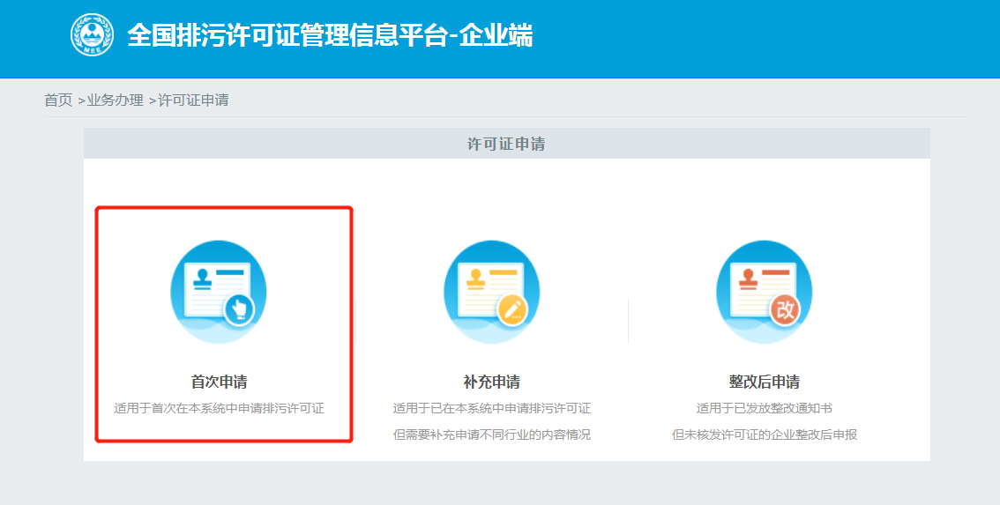 全国排污许可证管理信息平台-企业端
MEE
首页 >业务办理 >许可证申请
许可证申请
改
首次申请
适用于首次在本系统中申请排污许可证
补充申请
适用于已在本系统中申请排污许可证
但需要补充申请不同行业的内容情况
整改后申请
适用于已发放整改通知书
但未核发许可证的企业整改后申报